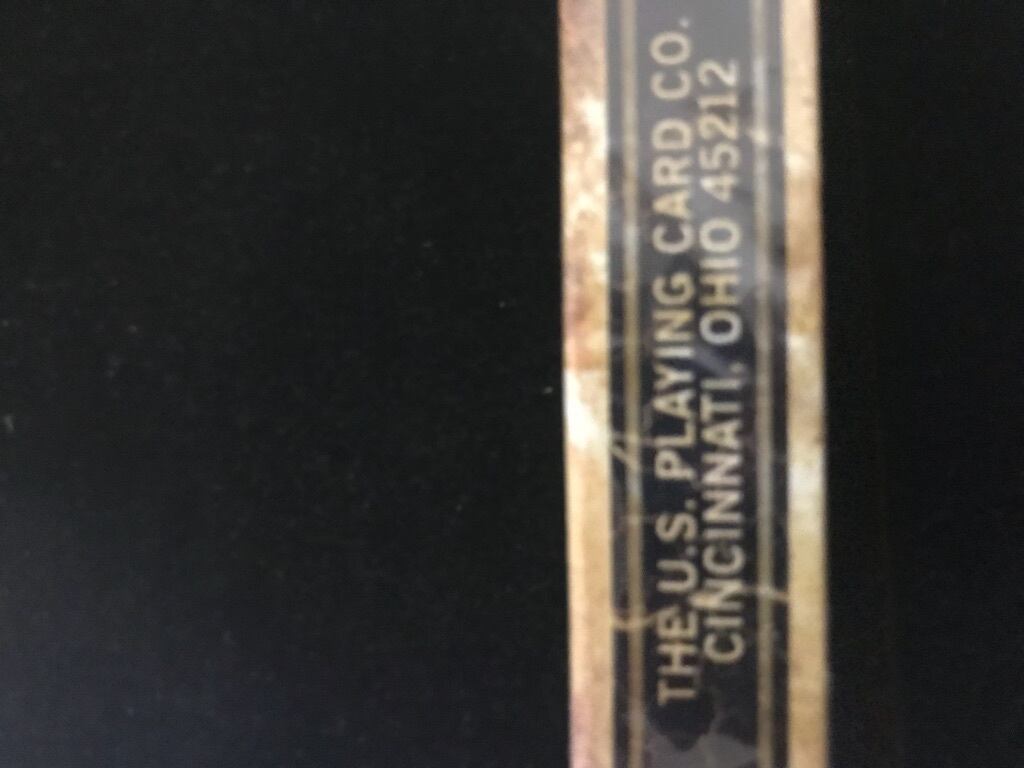 THE U.S. PLAYING CARD CO.
CINCINNATI, OHIO 45212